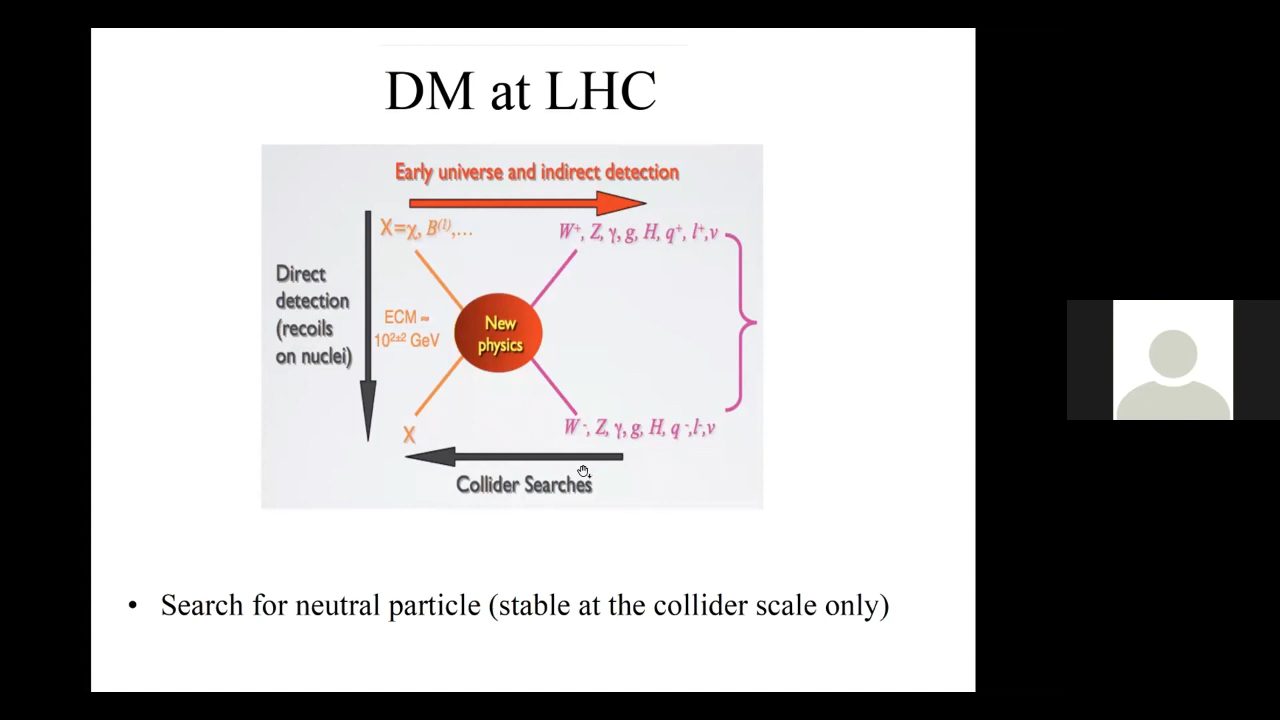 DM at LHC
Early universe and indirect detection
X=χ, B⁽ˡ⁾,...
W⁺, Z, γ, g, H, q⁺, l⁺,ν
Direct
detection
(recoils
on nuclei)
ECM ~
10²±² GeV
New
physics
X
W⁻, Z, γ, g, H, q⁻,l⁻,ν
Collider Searches
• Search for neutral particle (stable at the collider scale only)